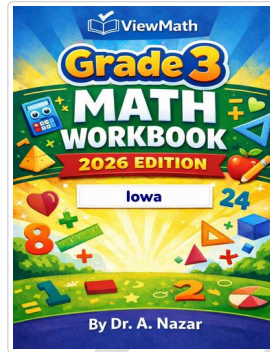 ViewMath
Grade 3
MATH
WORKBOOK
2026 EDITION
Iowa
24
8
1
2
By Dr. A. Nazar